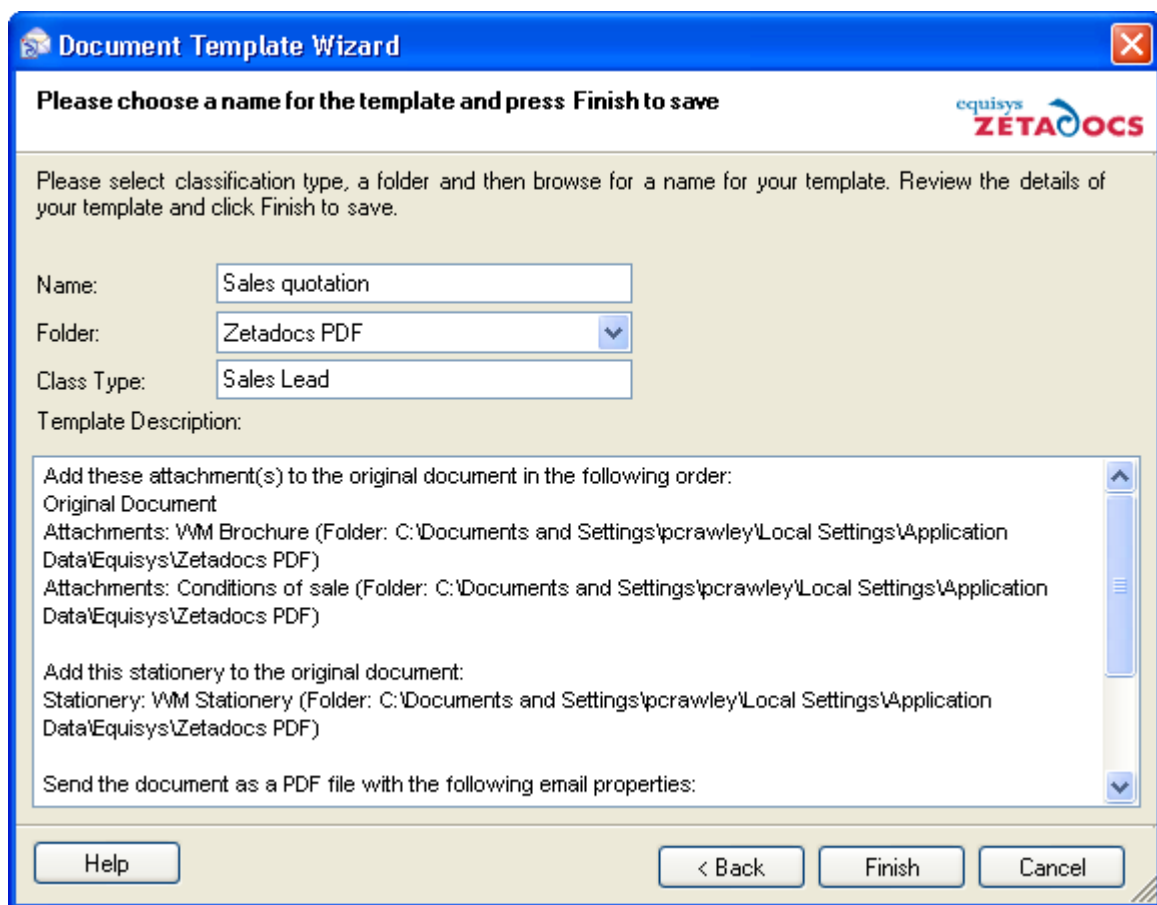 Document Template Wizard
Please choose a name for the template and press Finish to save
equisys
ZETADOCS
Please select classification type, a folder and then browse for a name for your template. Review the details of
your template and click Finish to save.
Name:
Sales quotation
Folder:
Zetadocs PDF
Class Type:
Sales Lead
Template Description:
Add these attachment(s) to the original document in the following order:
Original Document
Attachments: WM Brochure (Folder: C:\Documents and Settings\pcrawley\Local Settings\Application
Data\Equisys\Zetadocs PDF)
Attachments: Conditions of sale (Folder: C:\Documents and Settings\pcrawley\Local Settings\Application
Data\Equisys\Zetadocs PDF)
Add this stationery to the original document:
Stationery: WM Stationery (Folder: C:\Documents and Settings\pcrawley\Local Settings\Application
Data\Equisys\Zetadocs PDF)
Send the document as a PDF file with the following email properties:
Help
< Back
Finish
Cancel